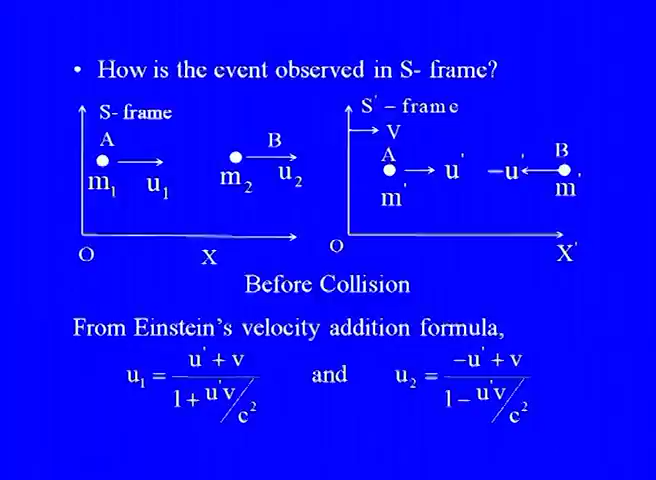 • How is the event observed in S- frame?
S- frame
A
B
m₁ u₁ m₂ u₂
O X
S' – frame
V
A B
u' –u'
m' m'
O X'
Before Collision
From Einstein's velocity addition formula,
u₁ = (u' + v) / (1 + u'v/c²) and u₂ = (–u' + v) / (1 – u'v/c²)